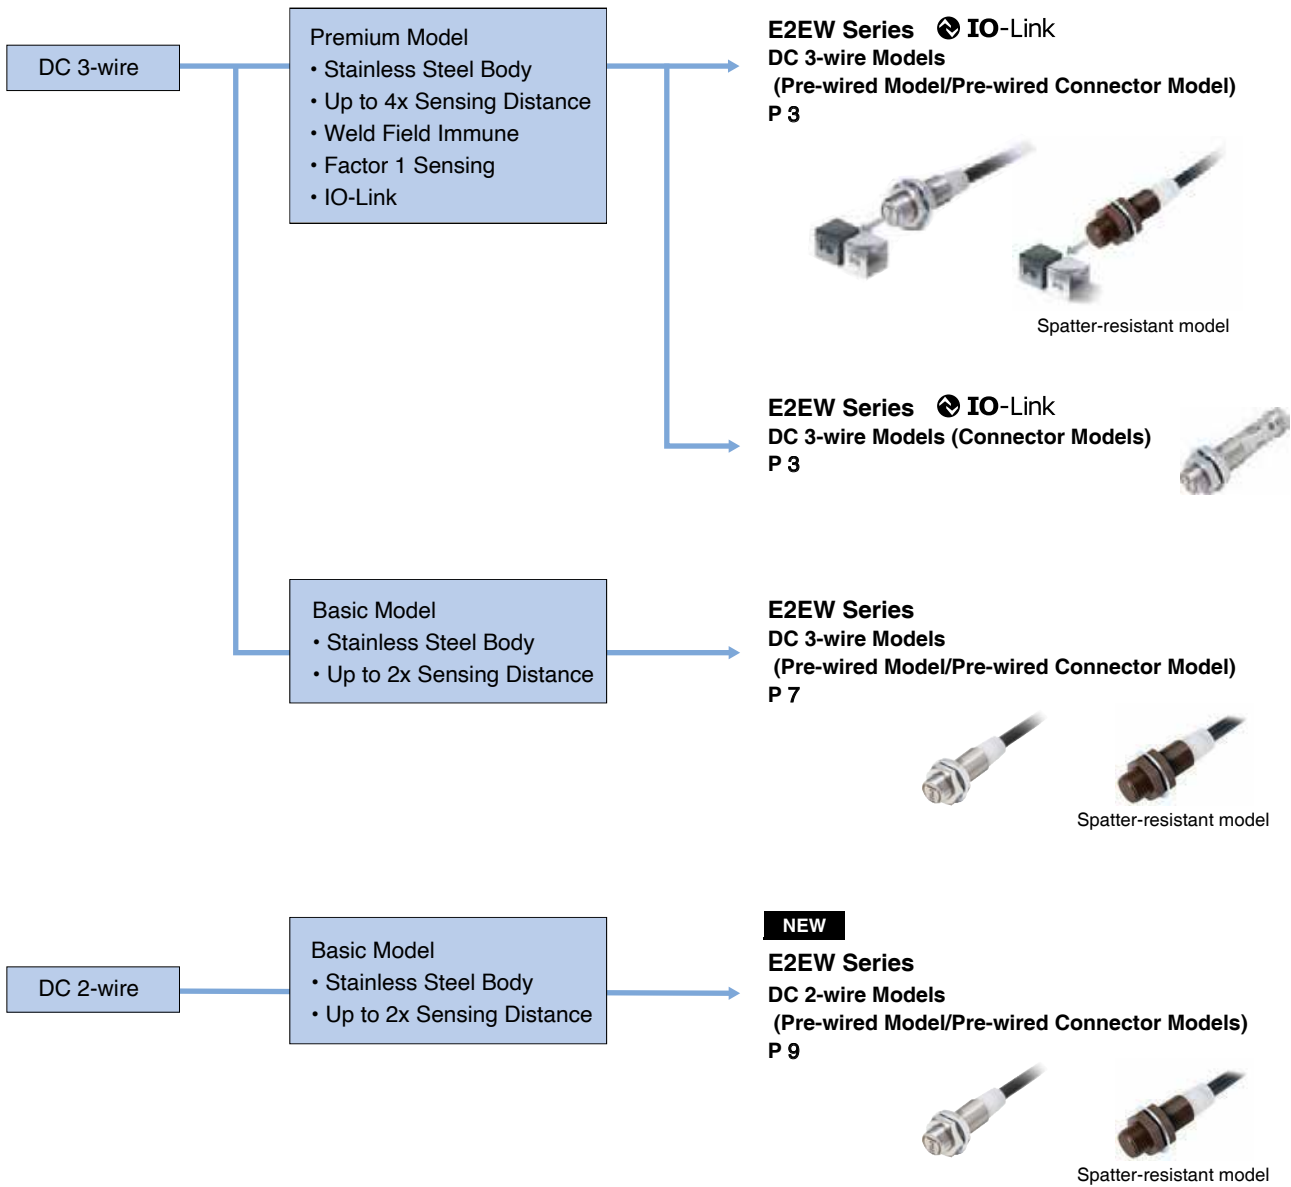 DC 3-wire
Premium Model
• Stainless Steel Body
• Up to 4x Sensing Distance
• Weld Field Immune
• Factor 1 Sensing
• IO-Link
E2EW Series IO-Link
DC 3-wire Models
(Pre-wired Model/Pre-wired Connector Model)
P 3
Spatter-resistant model
E2EW Series IO-Link
DC 3-wire Models (Connector Models)
P 3
Basic Model
• Stainless Steel Body
• Up to 2x Sensing Distance
E2EW Series
DC 3-wire Models
(Pre-wired Model/Pre-wired Connector Model)
P 7
Spatter-resistant model
DC 2-wire
Basic Model
• Stainless Steel Body
• Up to 2x Sensing Distance
NEW
E2EW Series
DC 2-wire Models
(Pre-wired Model/Pre-wired Connector Models)
P 9
Spatter-resistant model